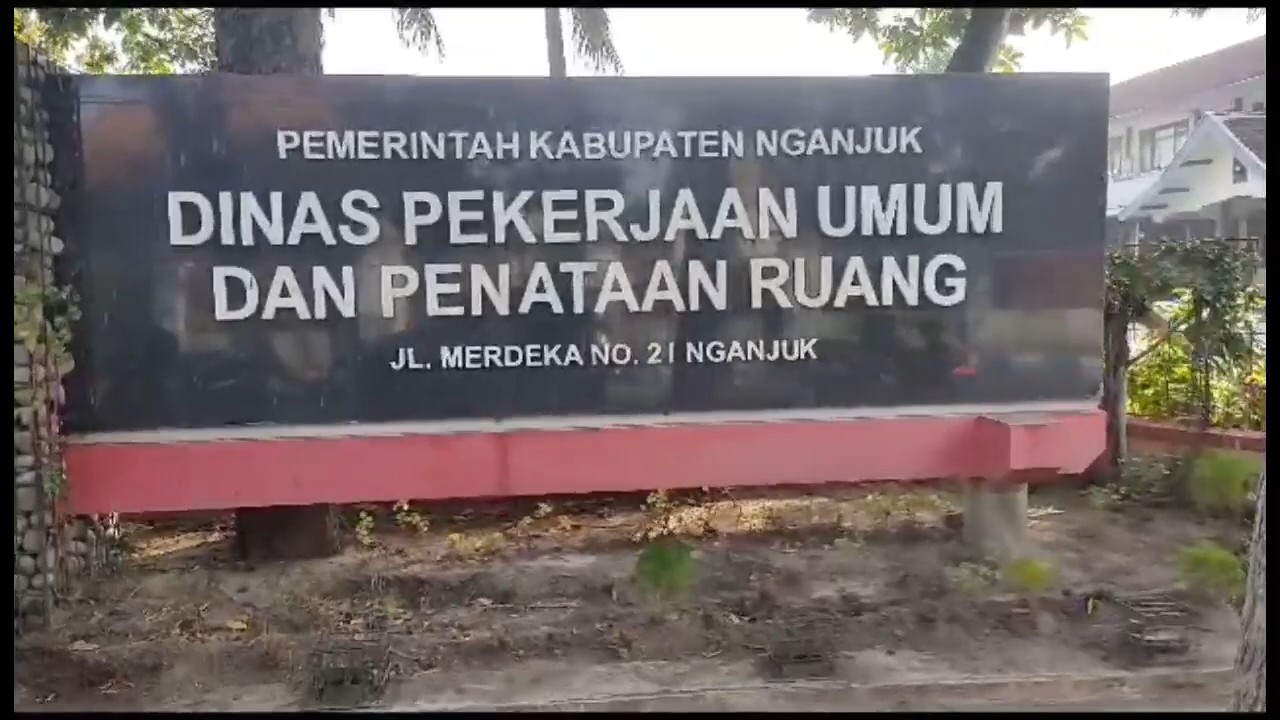 PEMERINTAH KABUPATEN NGANJUK
DINAS PEKERJAAN UMUM
DAN PENATAAN RUANG
JL. MERDEKA NO. 21 NGANJUK